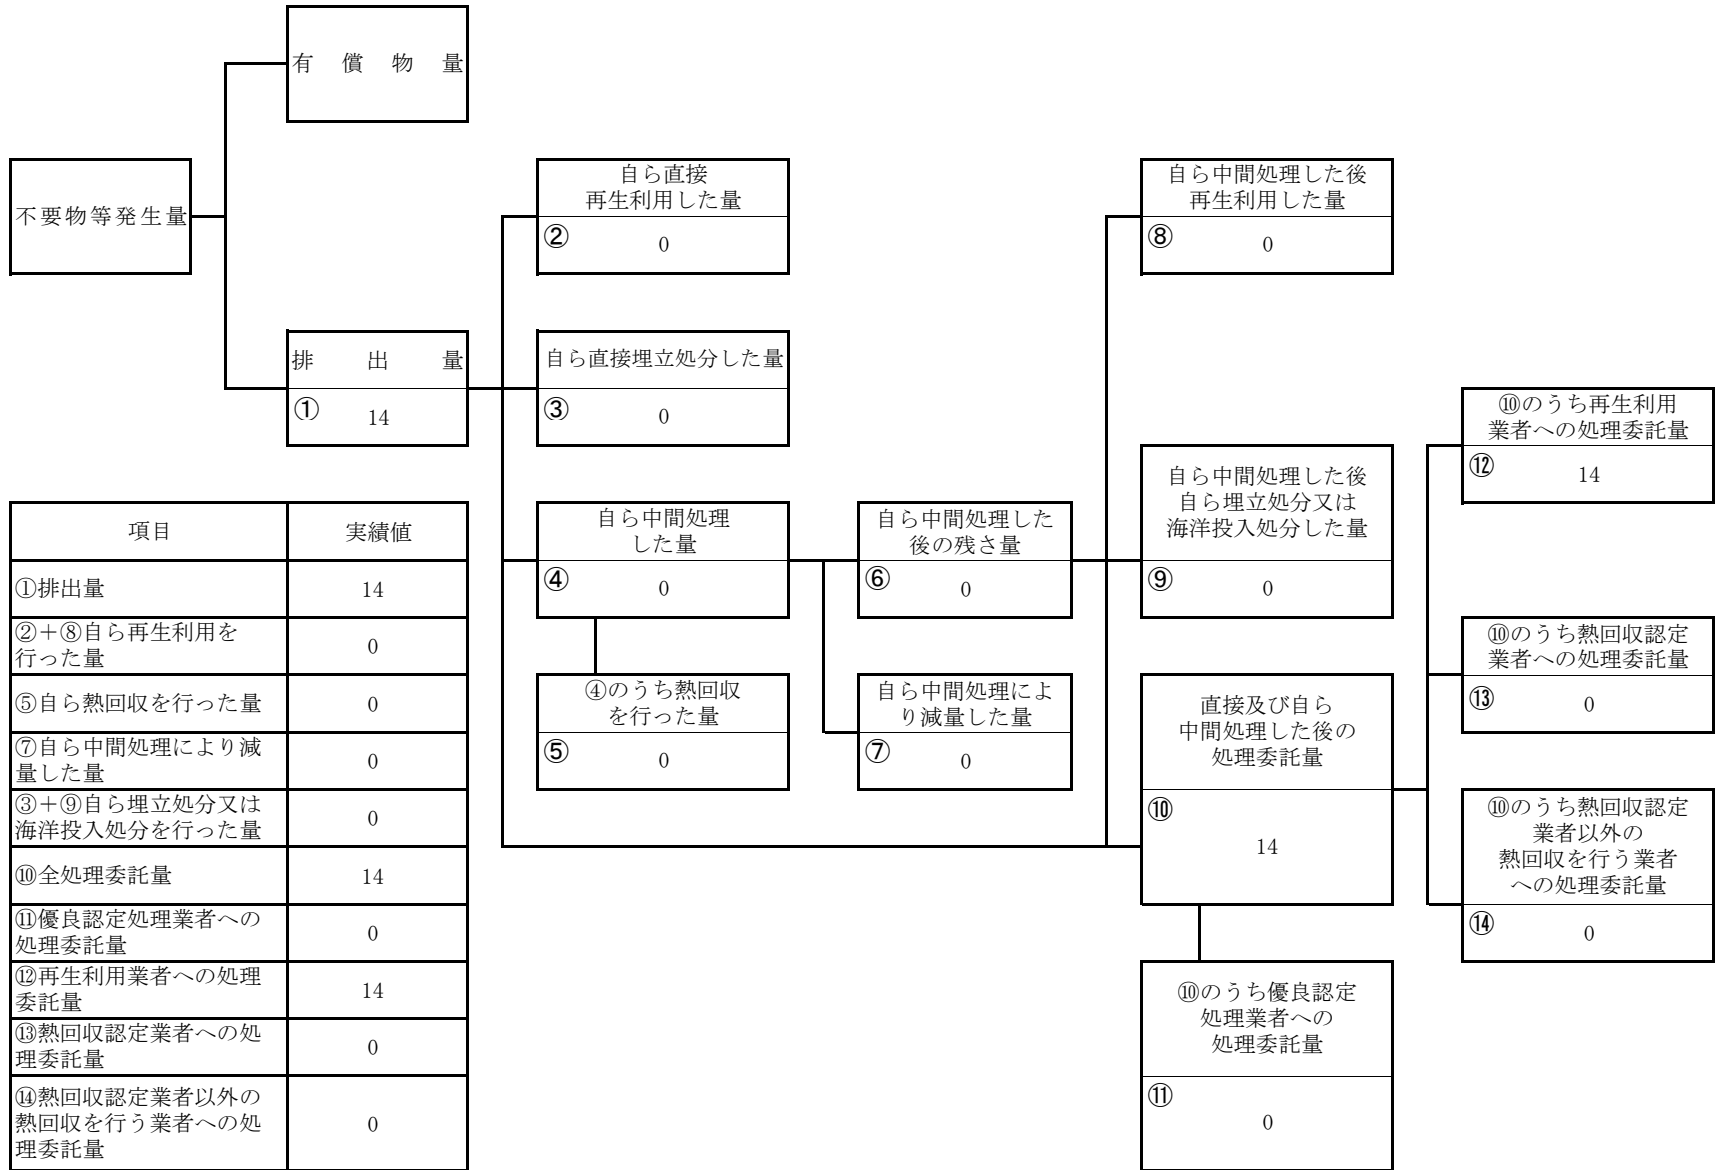 有償物量
不要物等発生量
排出量
①
14
自ら直接
再生利用した量
②
0
自ら直接埋立処分した量
③
0
自ら中間処理
した量
④
0
④のうち熱回収
を行った量
⑤
0
自ら中間処理した
後の残さ量
⑥
0
自ら中間処理によ
り減量した量
⑦
0
自ら中間処理した後
再生利用した量
⑧
0
自ら中間処理した後
自ら埋立処分又は
海洋投入処分した量
⑨
0
直接及び自ら
中間処理した後の
処理委託量
⑩
14
⑩のうち優良認定
処理業者への
処理委託量
⑪
0
⑩のうち再生利用
業者への処理委託量
⑫
14
⑩のうち熱回収認定
業者への処理委託量
⑬
0
⑩のうち熱回収認定
業者以外の
熱回収を行う業者
への処理委託量
⑭
0
項目 実績値
①排出量 14
②＋⑧自ら再生利用を
行った量 0
⑤自ら熱回収を行った量 0
⑦自ら中間処理により減
量した量 0
③＋⑨自ら埋立処分又は
海洋投入処分を行った量 0
⑩全処理委託量 14
⑪優良認定処理業者への
処理委託量 0
⑫再生利用業者への処理
委託量 14
⑬熱回収認定業者への処
理委託量 0
⑭熱回収認定業者以外の
熱回収を行う業者への処
理委託量 0